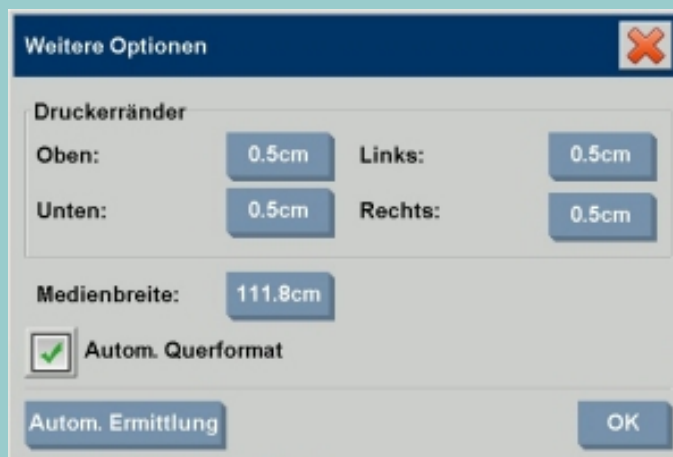 Weitere Optionen
Druckerränder
Oben: 0.5cm Links: 0.5cm
Unten: 0.5cm Rechts: 0.5cm
Medienbreite: 111.8cm
Autom. Querformat
Autom. Ermittlung OK